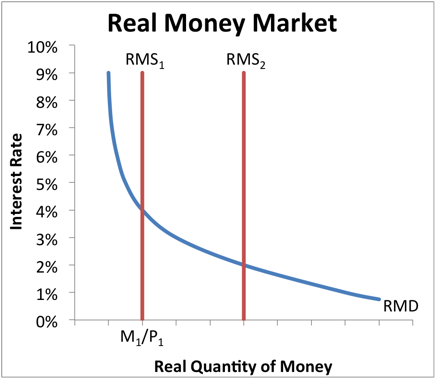 Real Money Market
10%
9%
8%
7%
6%
5%
4%
3%
2%
1%
0%
Interest Rate
RMS₁
RMS₂
RMD
M₁/P₁
Real Quantity of Money